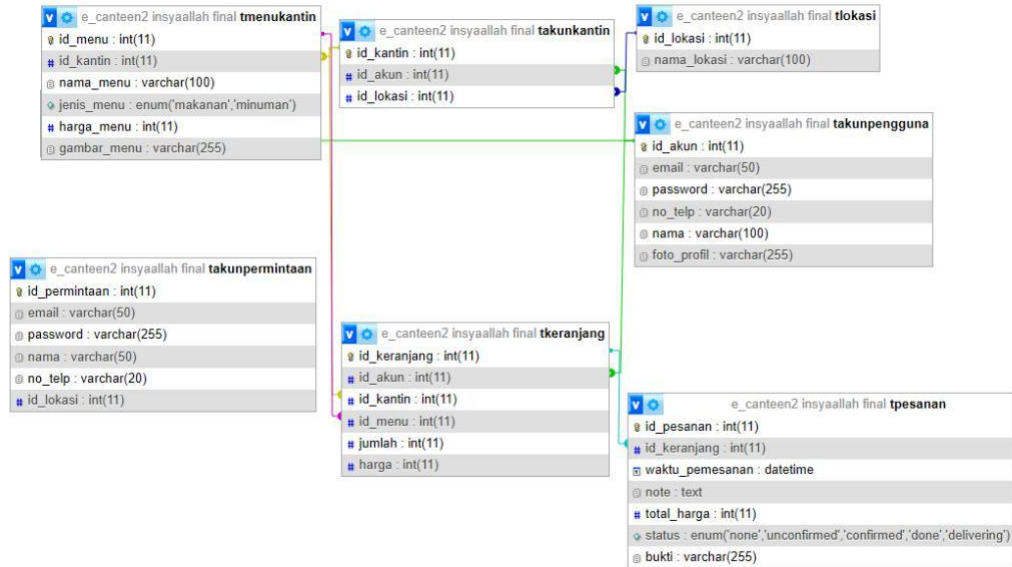 e_canteen2 insyaallah final tmenukantin
id_menu : int(11)
id_kantin : int(11)
nama_menu : varchar(100)
jenis_menu : enum('makanan','minuman')
harga_menu : int(11)
gambar_menu : varchar(255)
e_canteen2 insyaallah final takunkantin
id_kantin : int(11)
id_akun : int(11)
id_lokasi : int(11)
e_canteen2 insyaallah final tlokasi
id_lokasi : int(11)
nama_lokasi : varchar(100)
e_canteen2 insyaallah final takunpengguna
id_akun : int(11)
email : varchar(50)
password : varchar(255)
no_telp : varchar(20)
nama : varchar(100)
foto_profil : varchar(255)
e_canteen2 insyaallah final takunpermintaan
id_permintaan : int(11)
email : varchar(50)
password : varchar(255)
nama : varchar(50)
no_telp : varchar(20)
id_lokasi : int(11)
e_canteen2 insyaallah final tkeranjang
id_keranjang : int(11)
id_akun : int(11)
id_kantin : int(11)
id_menu : int(11)
jumlah : int(11)
harga : int(11)
e_canteen2 insyaallah final tpesanan
id_pesanan : int(11)
id_keranjang : int(11)
waktu_pemesanan : datetime
note : text
total_harga : int(11)
status : enum('none','unconfirmed','confirmed','done','delivering')
bukti : varchar(255)